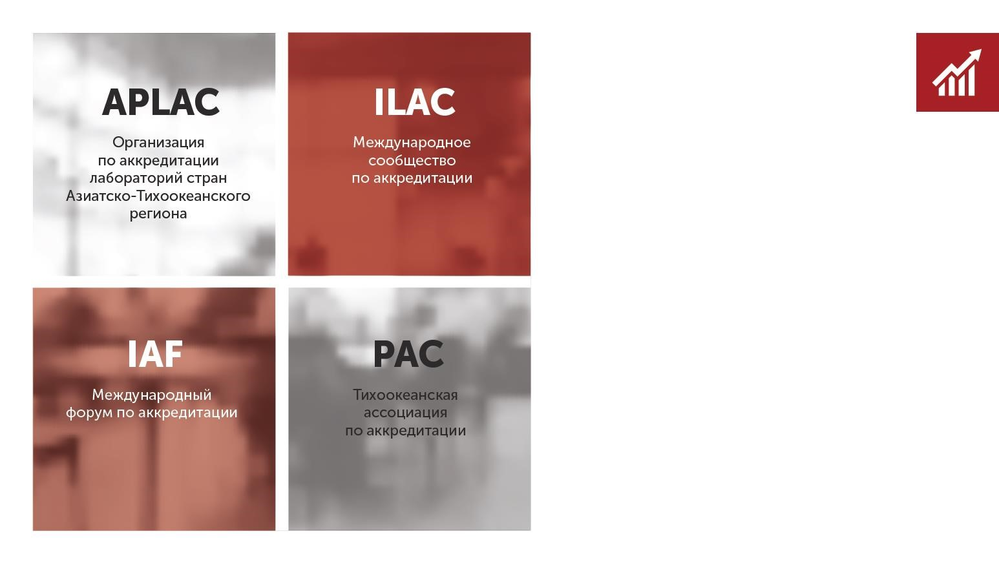 APLAC
Организация
по аккредитации
лабораторий стран
Азиатско-Тихоокеанского
региона
ILAC
Международное
сообщество
по аккредитации
IAF
Международный
форум по аккредитации
PAC
Тихоокеанская
ассоциация
по аккредитации